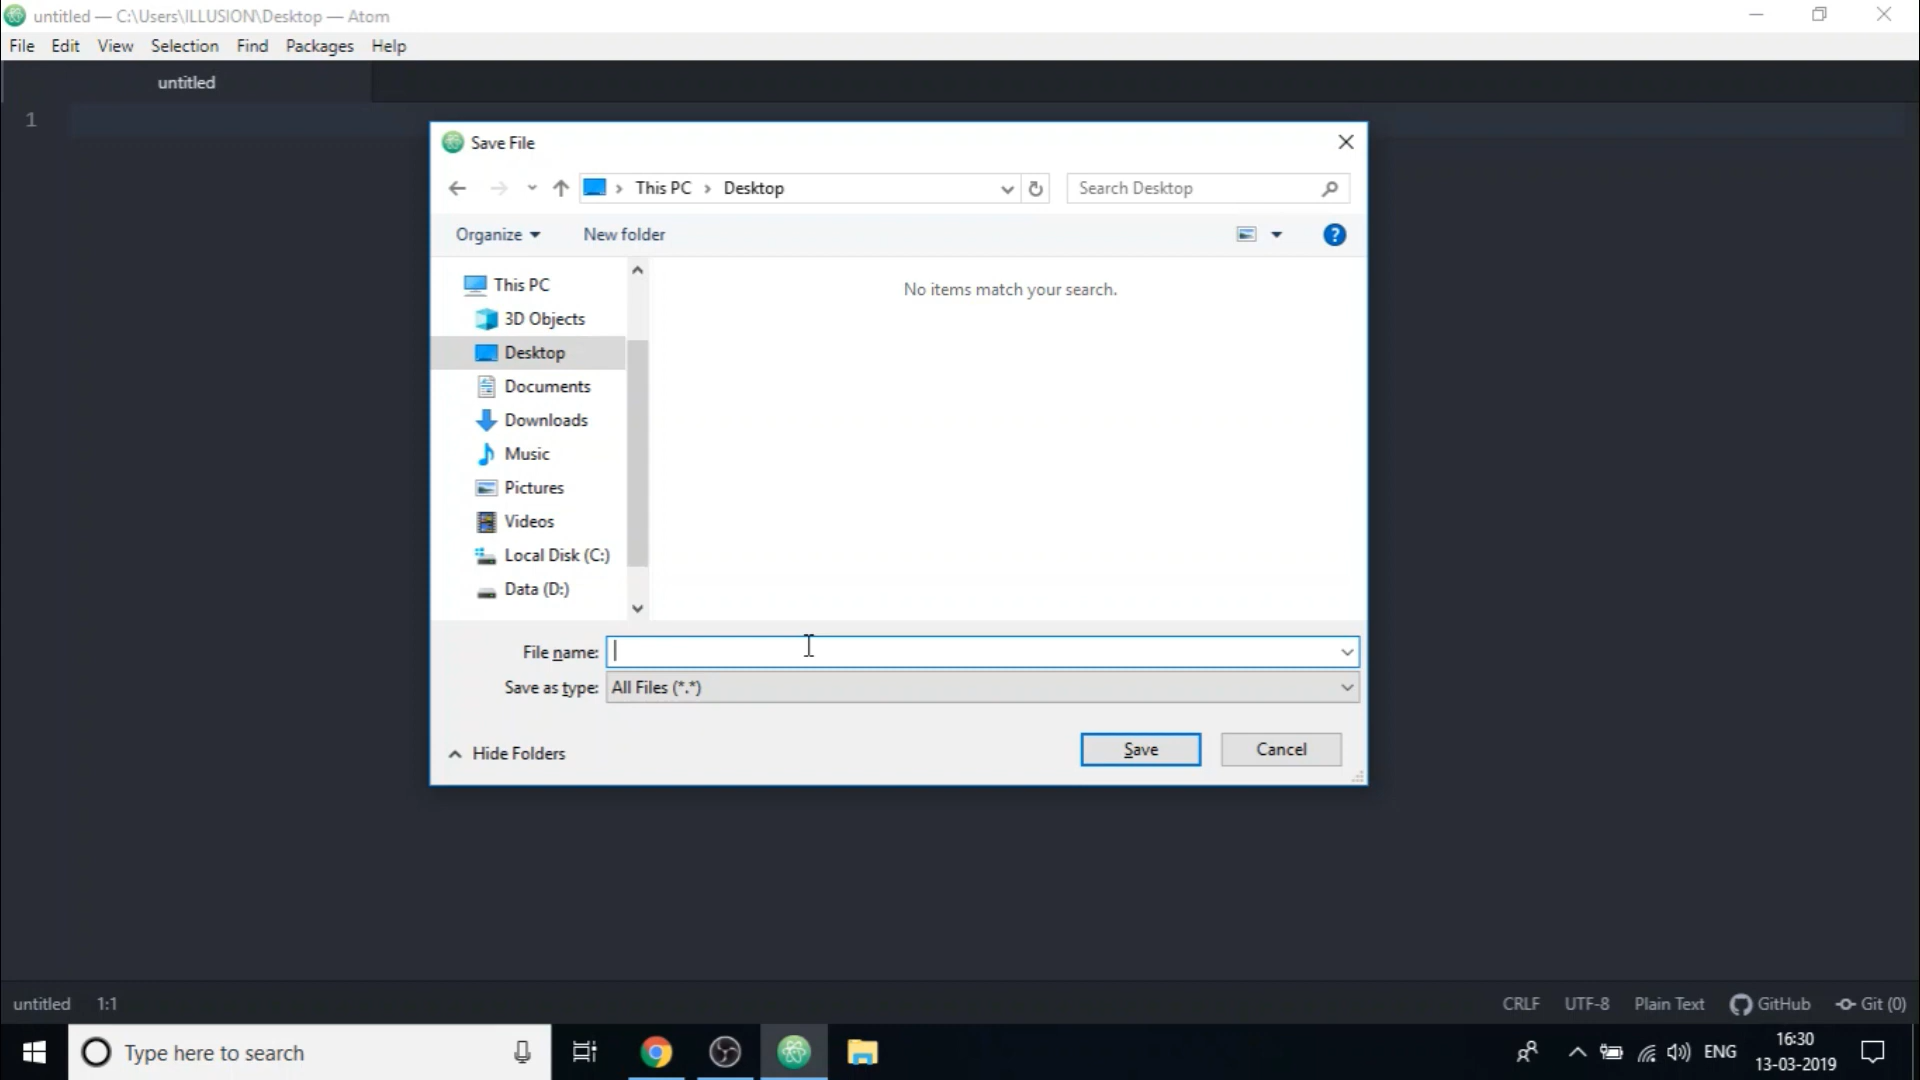 untitled — C:\Users\ILLUSION\Desktop — Atom
File Edit View Selection Find Packages Help
untitled
1
Save File
This PC > Desktop
Search Desktop
Organize
New folder
This PC
3D Objects
Desktop
Documents
Downloads
Music
Pictures
Videos
Local Disk (C:)
Data (D:)
No items match your search.
File name:
Save as type: All Files (*.*)
Hide Folders
Save
Cancel
untitled 1:1
CRLF UTF-8 Plain Text GitHub Git (0)
Type here to search
ENG
16:30
13-03-2019